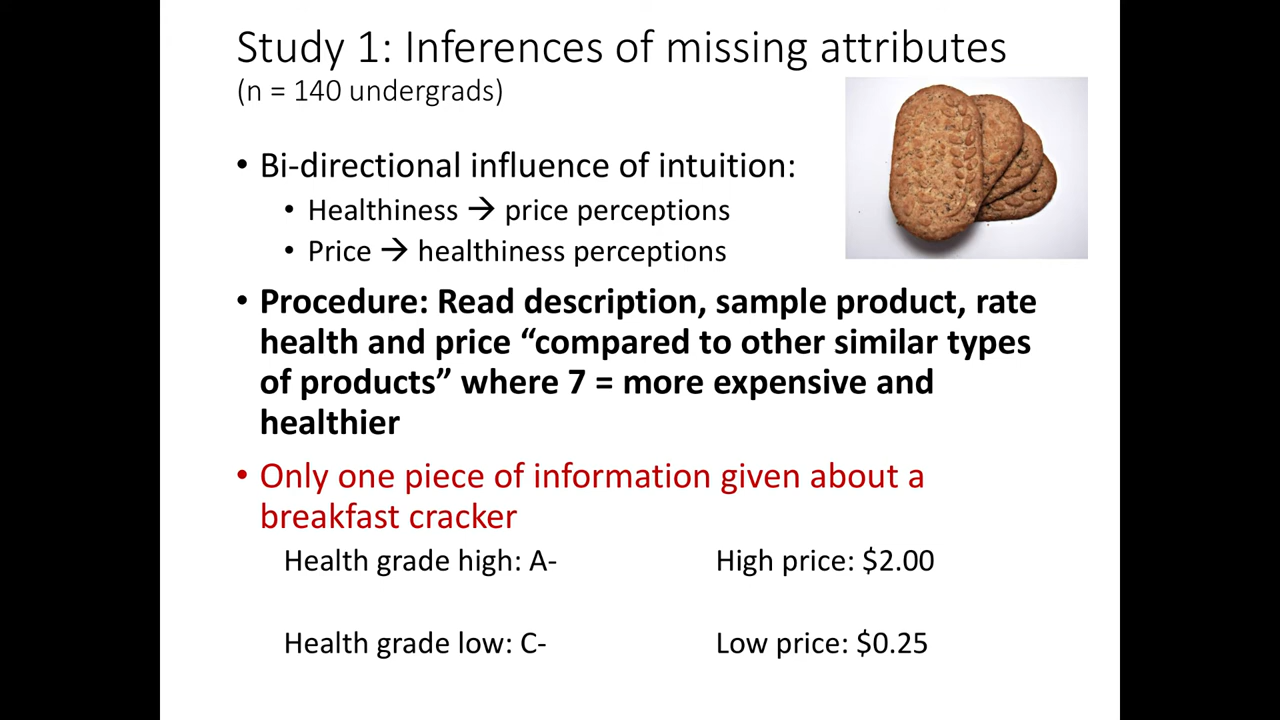 Study 1: Inferences of missing attributes
(n = 140 undergrads)
• Bi-directional influence of intuition:
• Healthiness → price perceptions
• Price → healthiness perceptions
• Procedure: Read description, sample product, rate
health and price “compared to other similar types
of products” where 7 = more expensive and
healthier
• Only one piece of information given about a
breakfast cracker
Health grade high: A- High price: $2.00
Health grade low: C- Low price: $0.25